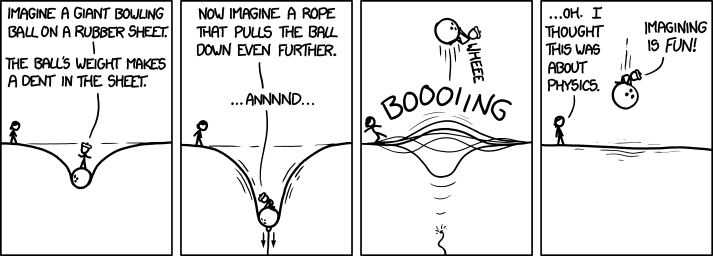 IMAGINE A GIANT BOWLING
BALL ON A RUBBER SHEET.
THE BALL'S WEIGHT MAKES
A DENT IN THE SHEET.
NOW IMAGINE A ROPE
THAT PULLS THE BALL
DOWN EVEN FURTHER.
...ANNNND...
WHEEE
BOOOIING
...OH. I
THOUGHT
THIS WAS
ABOUT
PHYSICS.
IMAGINING
IS FUN!